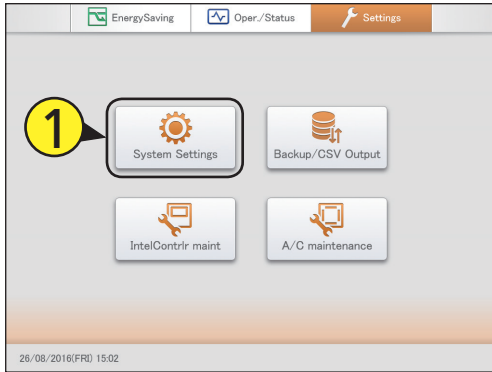 EnergySaving Oper./Status Settings
1
System Settings Backup/CSV Output
IntelContrlr maint A/C maintenance
26/08/2016(FRI) 15:02